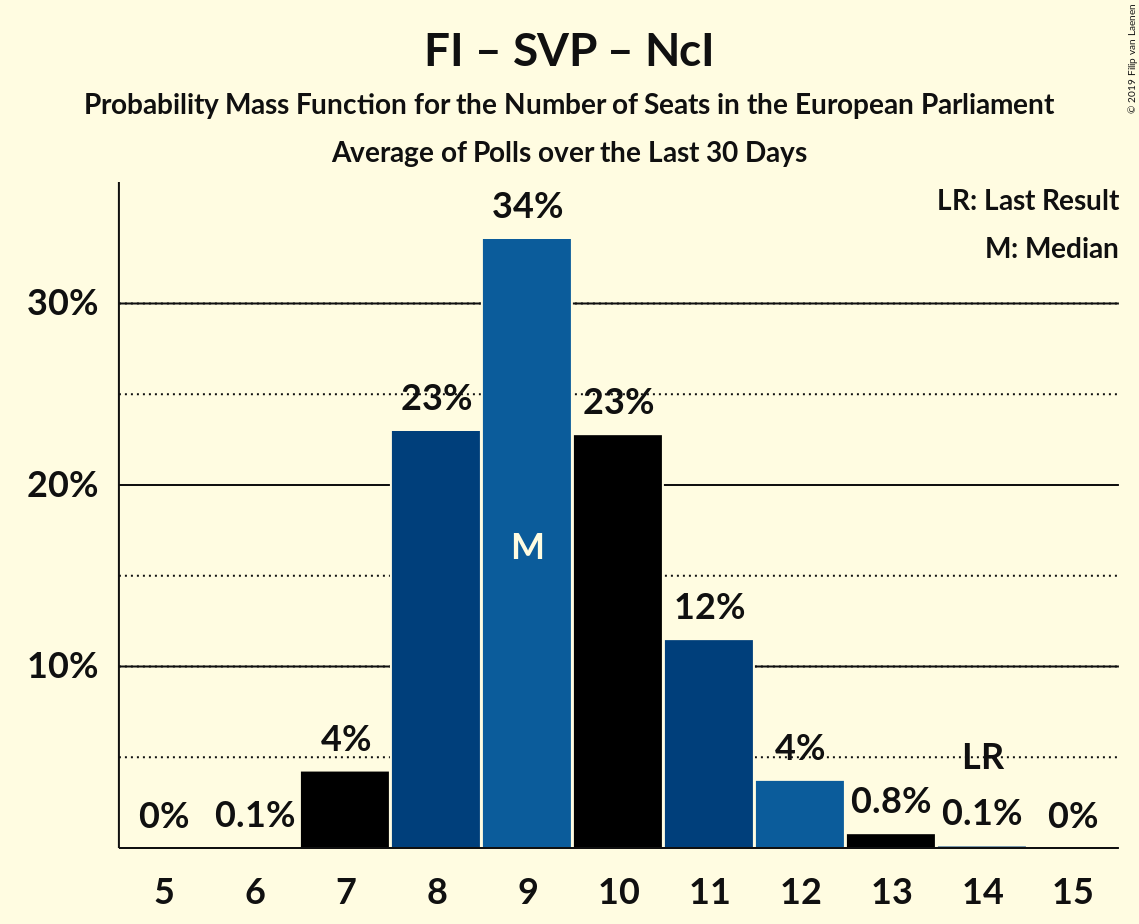 FI – SVP – NcI
Probability Mass Function for the Number of Seats in the European Parliament
Average of Polls over the Last 30 Days
© 2019 Filip van Laenen
LR: Last Result
M: Median
34%
30%
23%
23%
20%
M
12%
10%
4%
4%
LR
0%
0.1%
0.8%
0.1%
0%
5 6 7 8 9 10 11 12 13 14 15